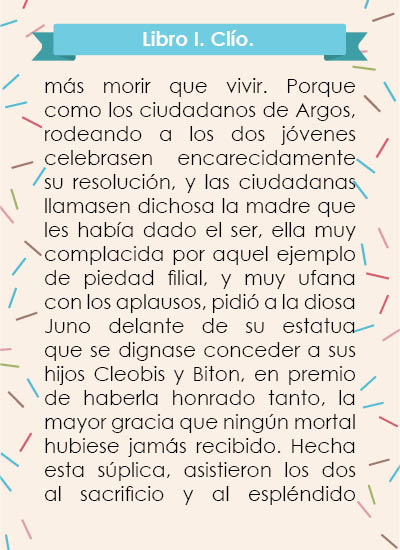 Libro I. Clío.
más morir que vivir. Porque
como los ciudadanos de Argos,
rodeando a los dos jóvenes
celebrasen encarecidamente
su resolución, y las ciudadanas
llamasen dichosa la madre que
les había dado el ser, ella muy
complacida por aquel ejemplo
de piedad filial, y muy ufana
con los aplausos, pidió a la diosa
Juno delante de su estatua
que se dignase conceder a sus
hijos Cleobis y Biton, en premio
de haberla honrado tanto, la
mayor gracia que ningún mortal
hubiese jamás recibido. Hecha
esta súplica, asistieron los dos
al sacrificio y al espléndido